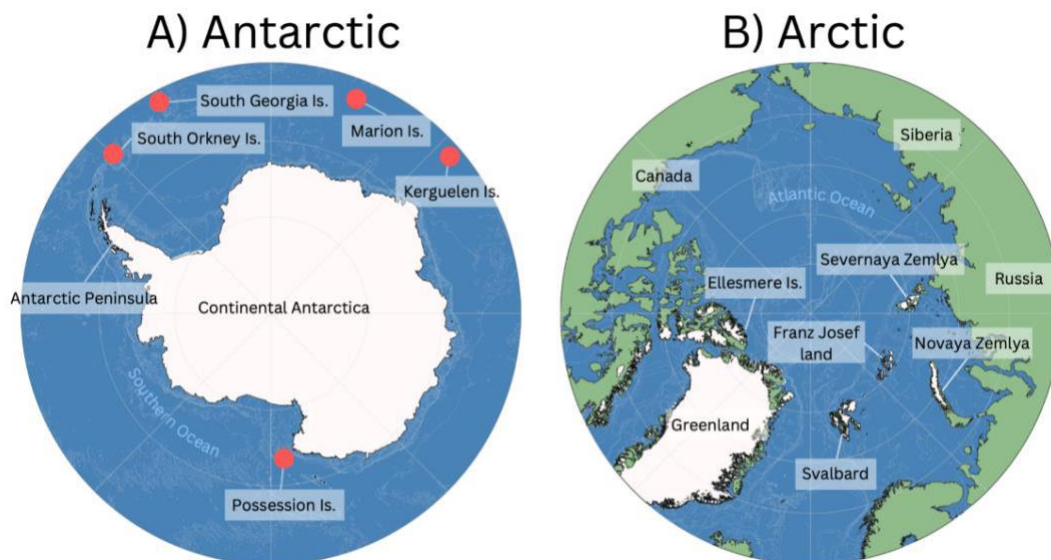 A) Antarctic
South Georgia Is.
South Orkney Is.
Marion Is.
Kerguelen Is.
Antarctic Peninsula
Continental Antarctica
Southern Ocean
Possession Is.
B) Arctic
Siberia
Canada
Atlantic Ocean
Severnaya Zemlya
Ellesmere Is.
Russia
Franz Josef
land
Novaya Zemlya
Greenland
Svalbard